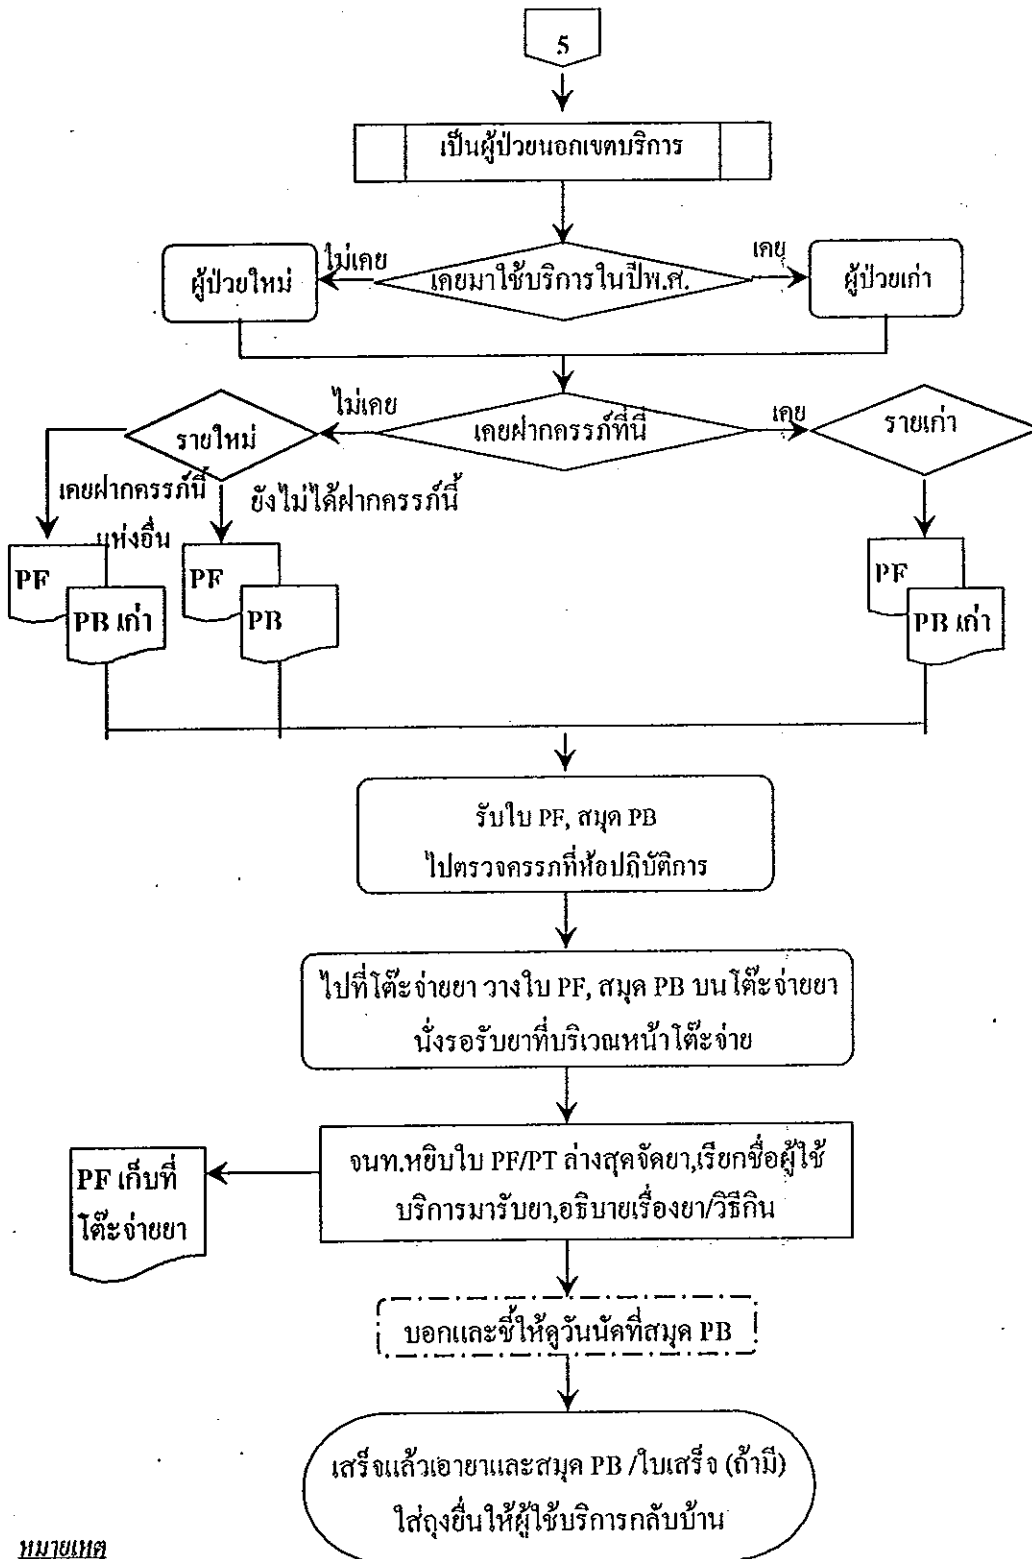 5
เป็นผู้ป่วยนอกเขตบริการ
ไม่เคย
เคย
ผู้ป่วยใหม่
เคยมาใช้บริการในปีพ.ศ.
ผู้ป่วยเก่า
ไม่เคย
เคย
รายใหม่
เคยฝากครรภ์ที่นี่
รายเก่า
เคยฝากครรภ์นี้
แห่งอื่น
ยังไม่ได้ฝากครรภ์นี้
PF
PB เก่า
PF
PB
PF
PB เก่า
รับใบ PF, สมุด PB
ไปตรวจครรภที่ห้อปฎิบัติการ
ไปที่โต๊ะจ่ายยา วางใบ PF, สมุด PB บนโต๊ะจ่ายยา
นั่งรอรับยาที่บริเวณหน้าโต๊ะจ่าย
จนท.หยิบใบ PF/PT ล่างสุดจัดยา,เรียกชื่อผู้ใช้
บริการมารับยา,อธิบายเรื่องยา/วิธีกิน
PF เก็บที่
โต๊ะจ่ายยา
บอกและชี้ให้ดูวันนัดที่สมุด PB
เสร็จแล้วเอายาและสมุด PB /ใบเสร็จ (ถ้ามี)
ใส่ถุงยื่นให้ผู้ใช้บริการกลับบ้าน
หมายเหตุ